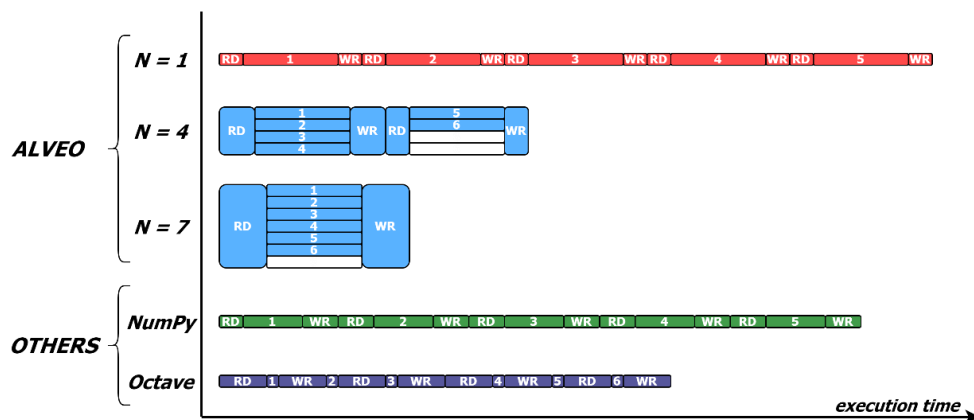 N = 1
RD 1 WR RD 2 WR RD 3 WR RD 4 WR RD 5 WR
ALVEO
N = 4
RD
1
2
3
4
WR
RD
5
6
WR
N = 7
RD
1
2
3
4
5
6
WR
OTHERS
NumPy
RD 1 WR RD 2 WR RD 3 WR RD 4 WR RD 5 WR
Octave
RD 1 WR 2 RD 3 WR RD 4 WR 5 RD 6 WR
execution time